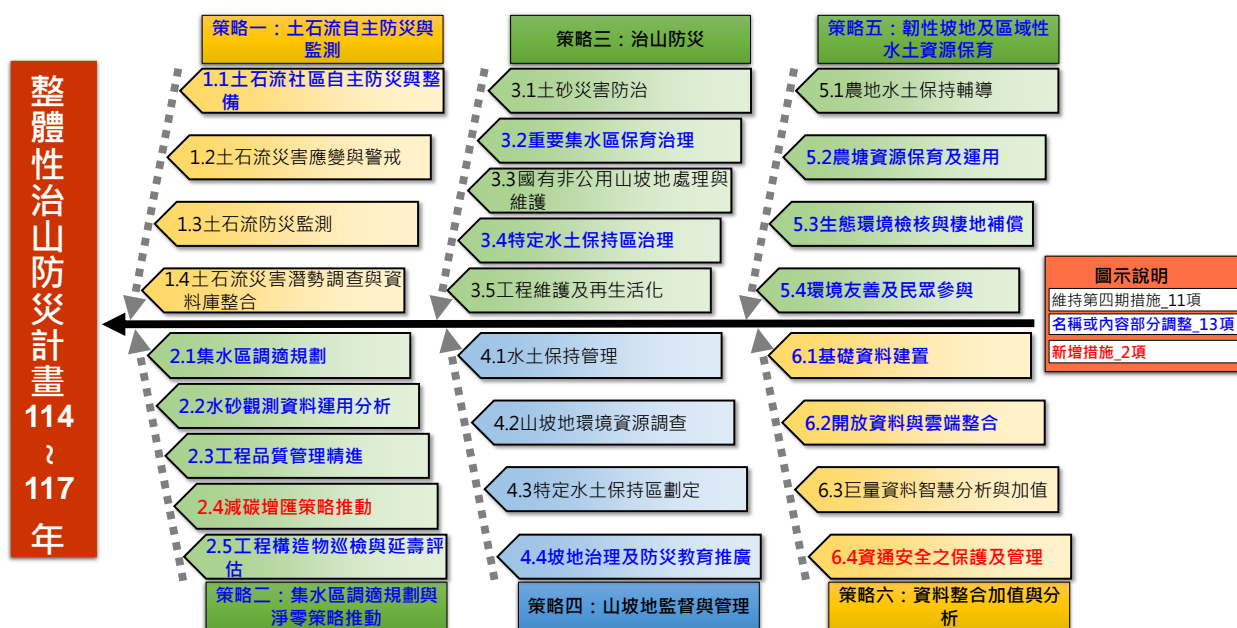 整體性治山防災計畫
114
~
117
年
策略一：土石流自主防災與
監測
1.1土石流社區自主防災與整
備
1.2土石流災害應變與警戒
1.3土石流防災監測
1.4土石流災害潛勢調查與資
料庫整合
策略三：治山防災
3.1土砂災害防治
3.2重要集水區保育治理
3.3國有非公用山坡地處理與
維護
3.4特定水土保持區治理
3.5工程維護及再生活化
策略五：韌性坡地及區域性
水土資源保育
5.1農地水土保持輔導
5.2農塘資源保育及運用
5.3生態環境檢核與棲地補償
5.4環境友善及民眾參與
圖示說明
維持第四期措施_11項
名稱或內容部分調整_13項
新增措施_2項
2.1集水區調適規劃
2.2水砂觀測資料運用分析
2.3工程品質管理精進
2.4減碳增匯策略推動
2.5工程構造物巡檢與延壽評
估
策略二：集水區調適規劃與
淨零策略推動
4.1水土保持管理
4.2山坡地環境資源調查
4.3特定水土保持區劃定
4.4坡地治理及防災教育推廣
策略四：山坡地監督與管理
6.1基礎資料建置
6.2開放資料與雲端整合
6.3巨量資料智慧分析與加值
6.4資通安全之保護及管理
策略六：資料整合加值與分
析